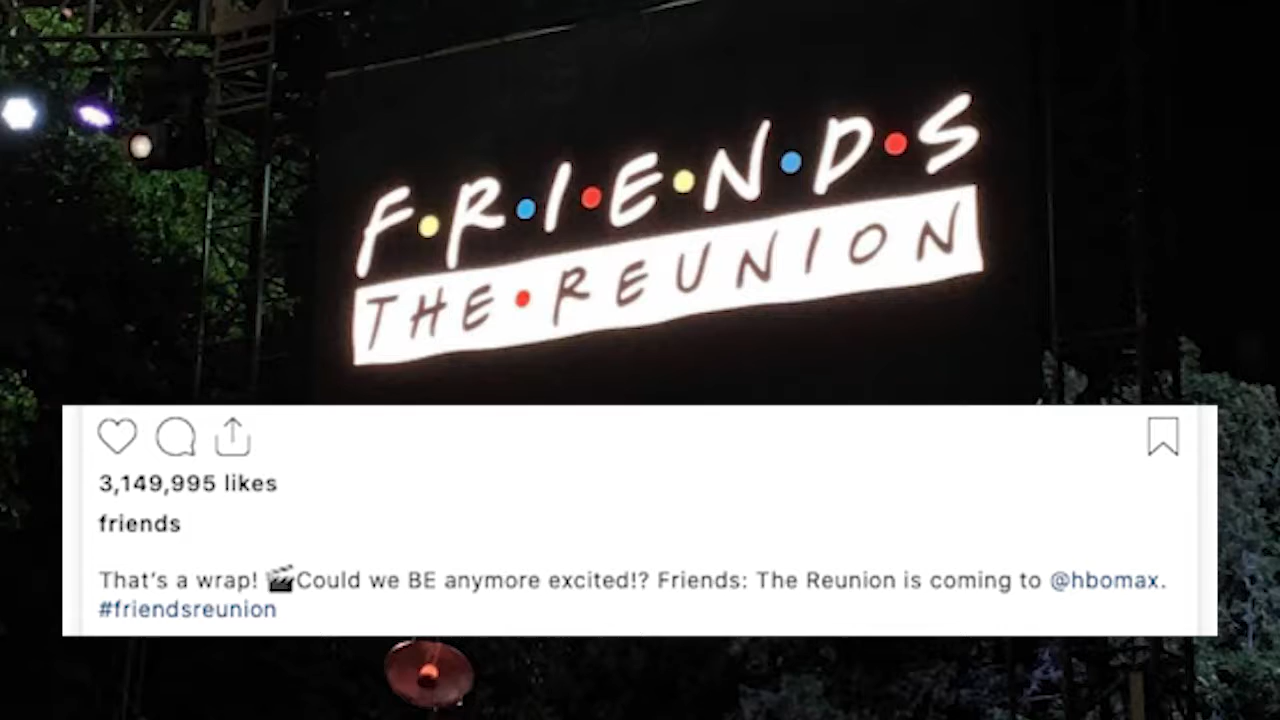 F•R•I•E•N•D•S
THE•REUNION
3,149,995 likes
friends
That's a wrap! 🎬Could we BE anymore excited!? Friends: The Reunion is coming to @hbomax.
#friendsreunion